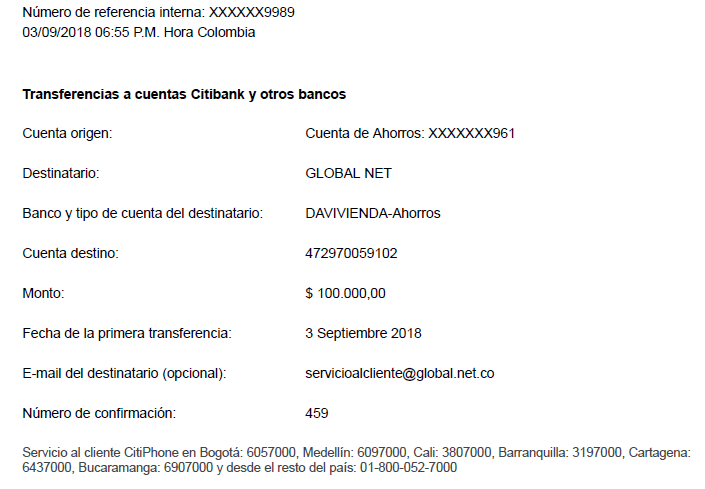 Número de referencia interna: XXXXXX9989
03/09/2018 06:55 P.M. Hora Colombia
Transferencias a cuentas Citibank y otros bancos
Cuenta origen: Cuenta de Ahorros: XXXXXXX961
Destinatario: GLOBAL NET
Banco y tipo de cuenta del destinatario: DAVIVIENDA-Ahorros
Cuenta destino: 472970059102
Monto: $ 100.000,00
Fecha de la primera transferencia: 3 Septiembre 2018
E-mail del destinatario (opcional): servicioalcliente@global.net.co
Número de confirmación: 459
Servicio al cliente CitiPhone en Bogotá: 6057000, Medellín: 6097000, Cali: 3807000, Barranquilla: 3197000, Cartagena:
6437000, Bucaramanga: 6907000 y desde el resto del país: 01-800-052-7000